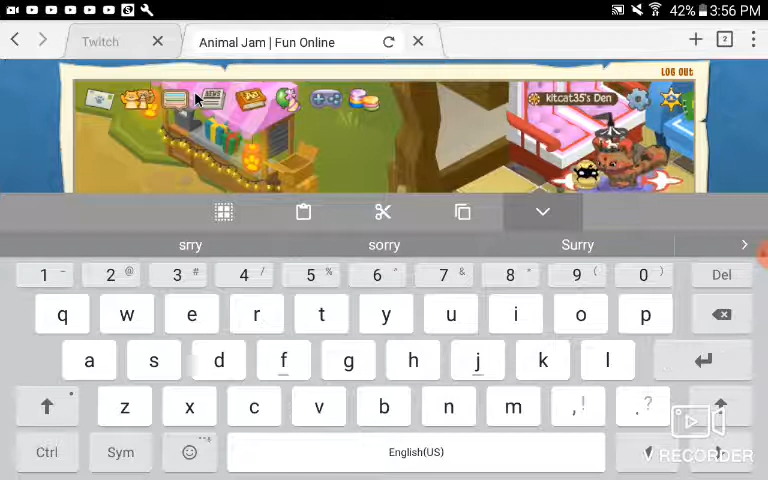 42% 3:56 PM
Twitch
Animal Jam | Fun Online
2
LOG OUT
NEWS
kitcat35's Den
srry sorry Surry
1 - 2 @ 3 # 4 / 5 % 6 ^ 7 & 8 * 9 ( 0 ) Del
q w e r t y u i o p
a s d f g h j k l
z x c v b n m , ! . ?
Ctrl Sym English(US)
V RECORDER